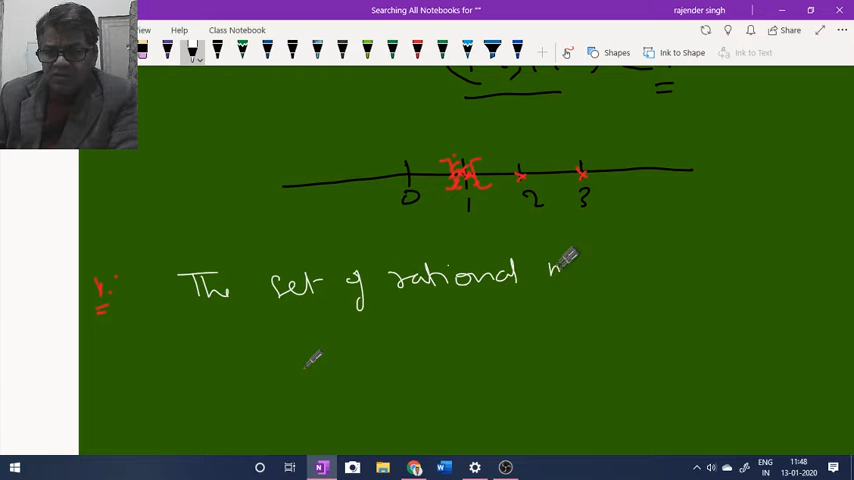 Searching All Notebooks for ""
rajender singh
View Help Class Notebook
Share
Shapes Ink to Shape Ink to Text
0 1 2 3
The set of rational n
ENG
IN
11:48
13-01-2020